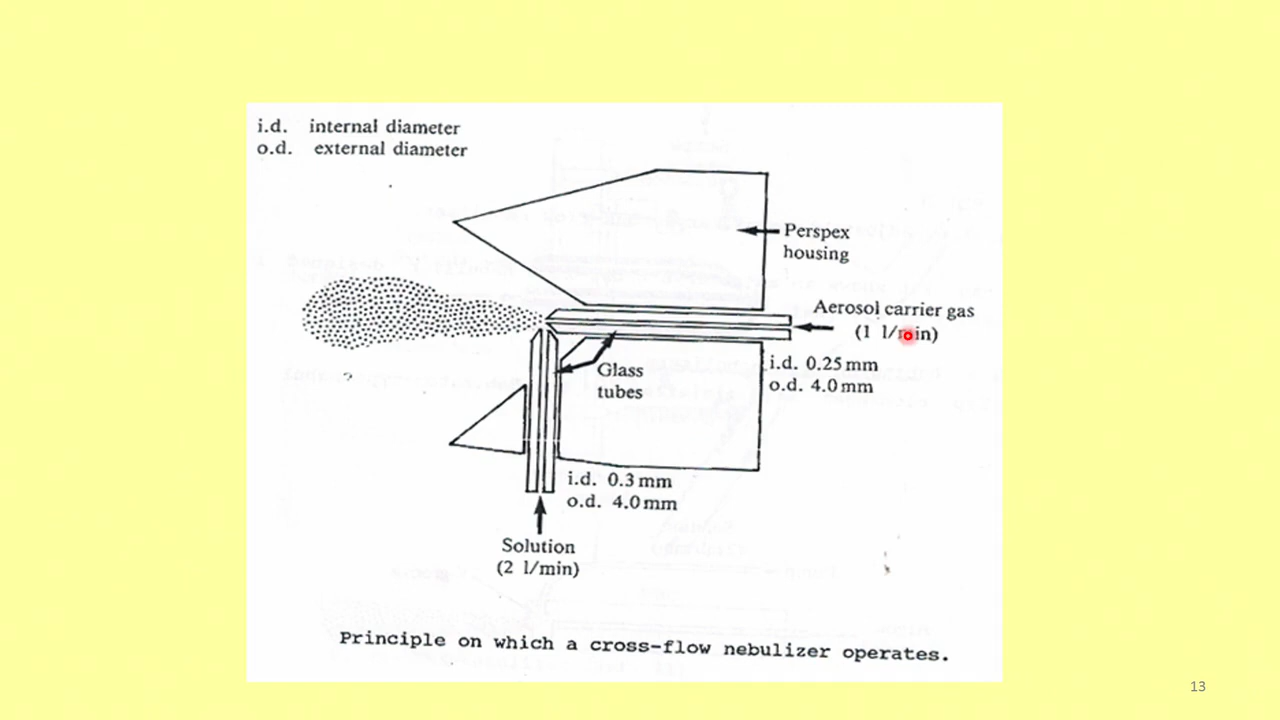 i.d. internal diameter
o.d. external diameter
Perspex
housing
Aerosol carrier gas
(1 l/min)
i.d. 0.25 mm
o.d. 4.0 mm
Glass
tubes
i.d. 0.3 mm
o.d. 4.0 mm
Solution
(2 l/min)
Principle on which a cross-flow nebulizer operates.
13